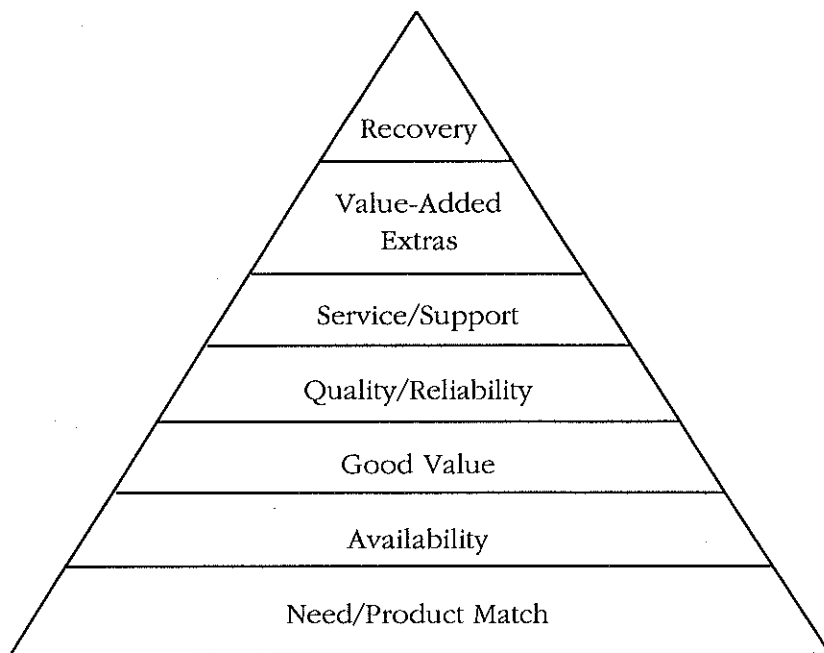 Recovery
Value-Added
Extras
Service/Support
Quality/Reliability
Good Value
Availability
Need/Product Match